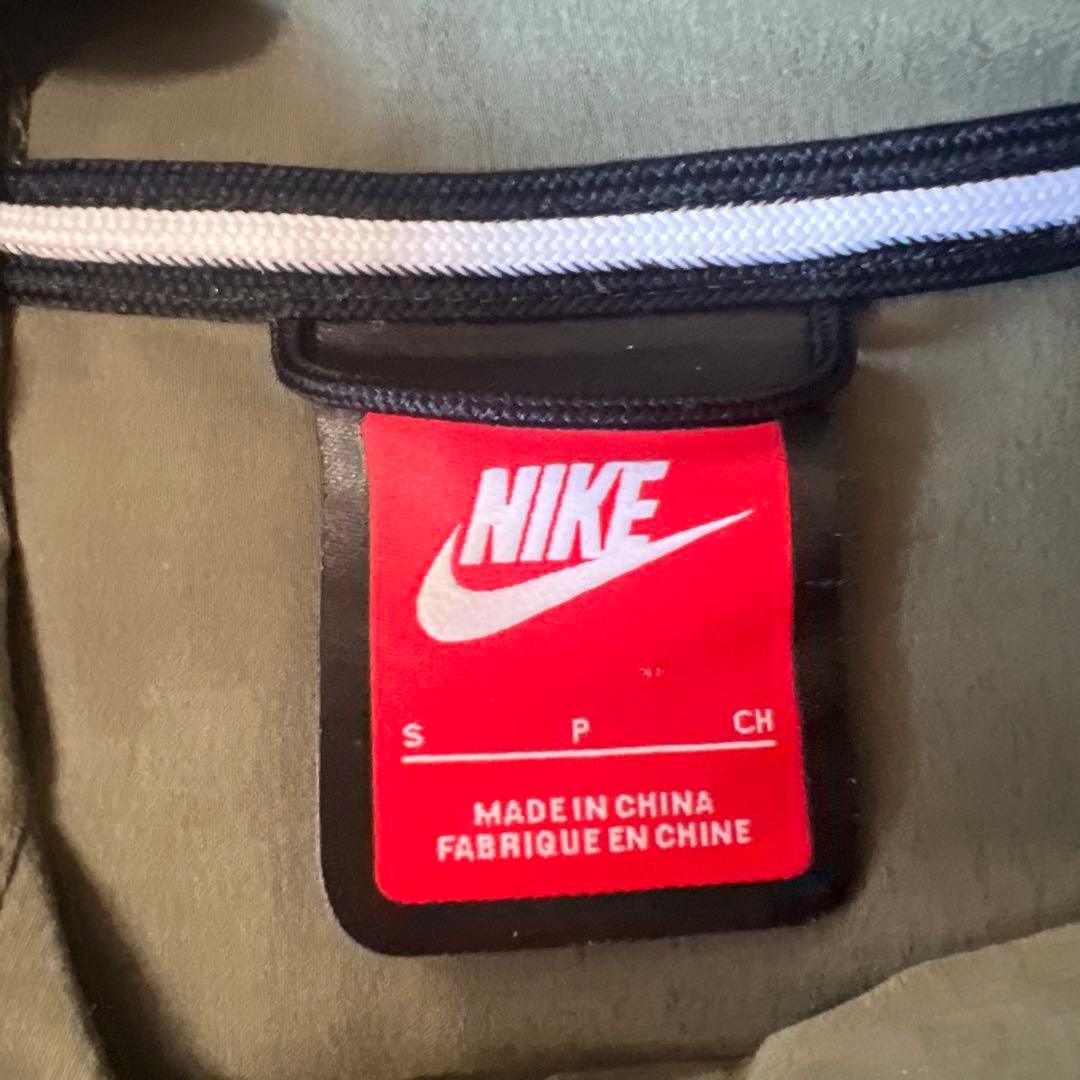 NIKE
S P CH
MADE IN CHINA
FABRIQUE EN CHINE